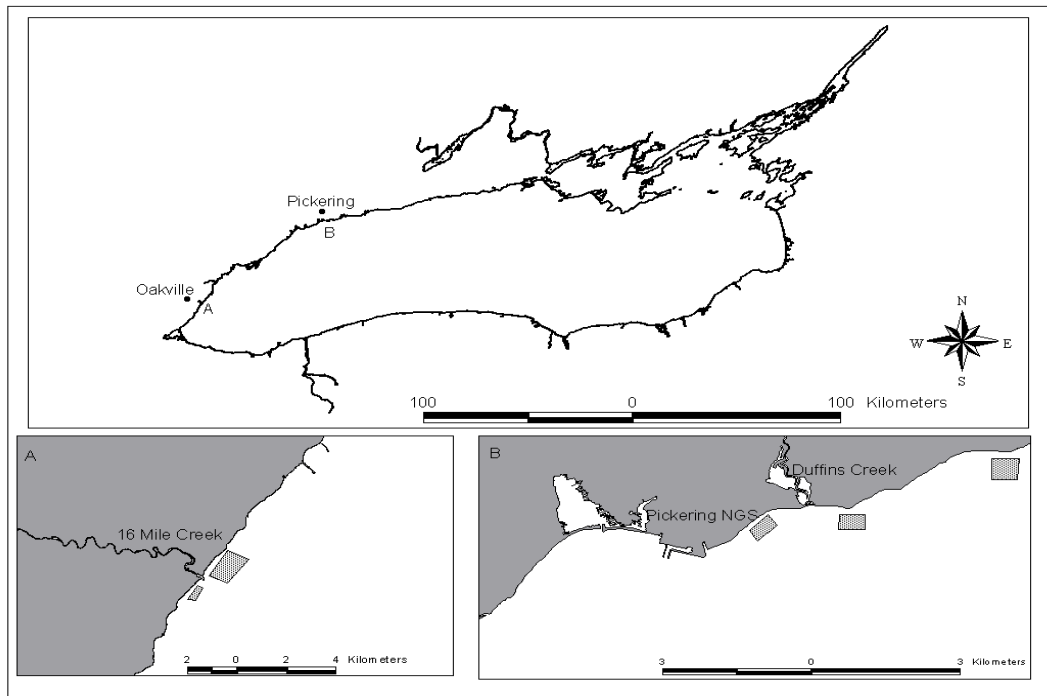 Pickering
B
Oakville
A
N
W E
S
100 0 100 Kilometers
A
16 Mile Creek
2 0 2 4 Kilometers
B
Duffins Creek
Pickering NGS
3 0 3 Kilometers